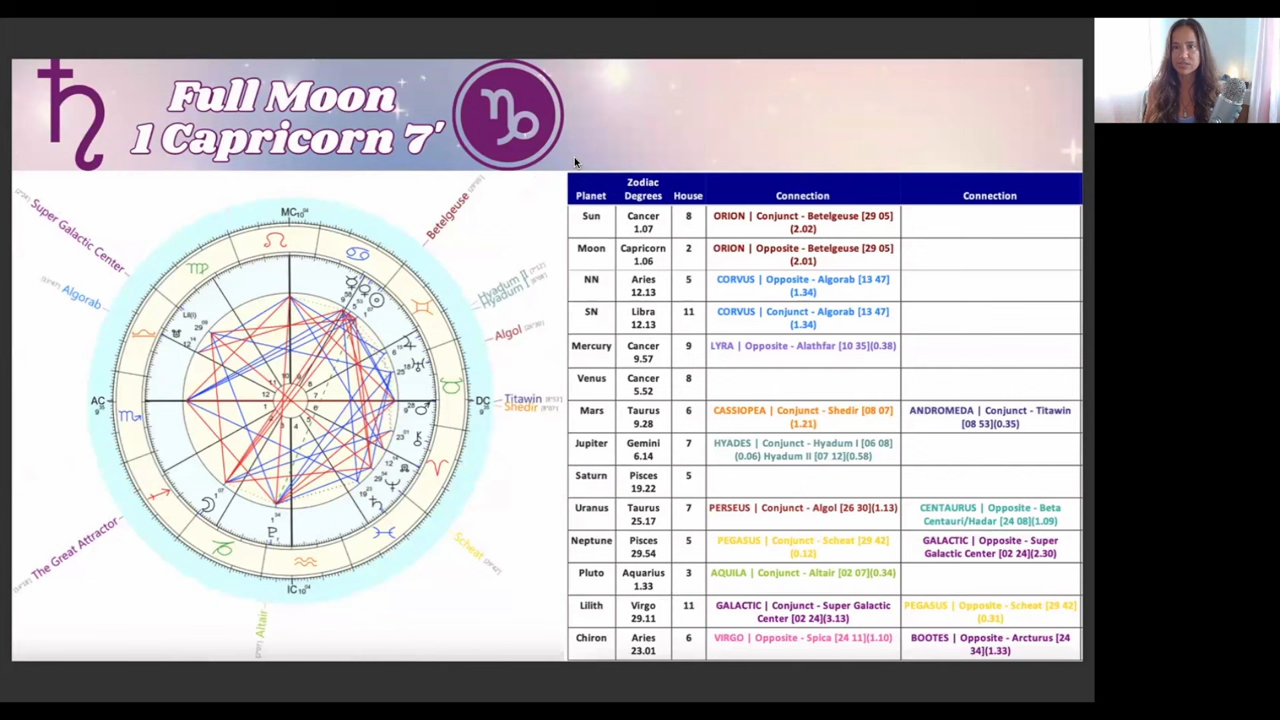 Full Moon
1 Capricorn 7'
Super Galactic Center
Algorab
Betelgeuse
Hyadum II
Hyadum I
Algol
Titawin
Shedir
Scheat
Altair
The Great Attractor
MC
AC
DC
IC
Lil(i)
Planet Zodiac Degrees House Connection Connection
Sun Cancer 1.07 8 ORION | Conjunct - Betelgeuse [29 05] (2.02)
Moon Capricorn 1.06 2 ORION | Opposite - Betelgeuse [29 05] (2.01)
NN Aries 12.13 5 CORVUS | Opposite - Algorab [13 47] (1.34)
SN Libra 12.13 11 CORVUS | Conjunct - Algorab [13 47] (1.34)
Mercury Cancer 9.57 9 LYRA | Opposite - Alathfar [10 35](0.38)
Venus Cancer 5.52 8
Mars Taurus 9.28 6 CASSIOPEA | Conjunct - Shedir [08 07] (1.21) ANDROMEDA | Conjunct - Titawin [08 53](0.35)
Jupiter Gemini 6.14 7 HYADES | Conjunct - Hyadum I [06 08] (0.06) Hyadum II [07 12](0.58)
Saturn Pisces 19.22 5
Uranus Taurus 25.17 7 PERSEUS | Conjunct - Algol [26 30](1.13) CENTAURUS | Opposite - Beta Centauri/Hadar [24 08](1.09)
Neptune Pisces 29.54 5 PEGASUS | Conjunct - Scheat [29 42] (0.12) GALACTIC | Opposite - Super Galactic Center [02 24](2.30)
Pluto Aquarius 1.33 3 AQUILA | Conjunct - Altair [02 07](0.34)
Lilith Virgo 29.11 11 GALACTIC | Conjunct - Super Galactic Center [02 24](3.13) PEGASUS | Opposite - Scheat [29 42] (0.31)
Chiron Aries 23.01 6 VIRGO | Opposite - Spica [24 11](1.10) BOOTES | Opposite - Arcturus [24 34](1.33)